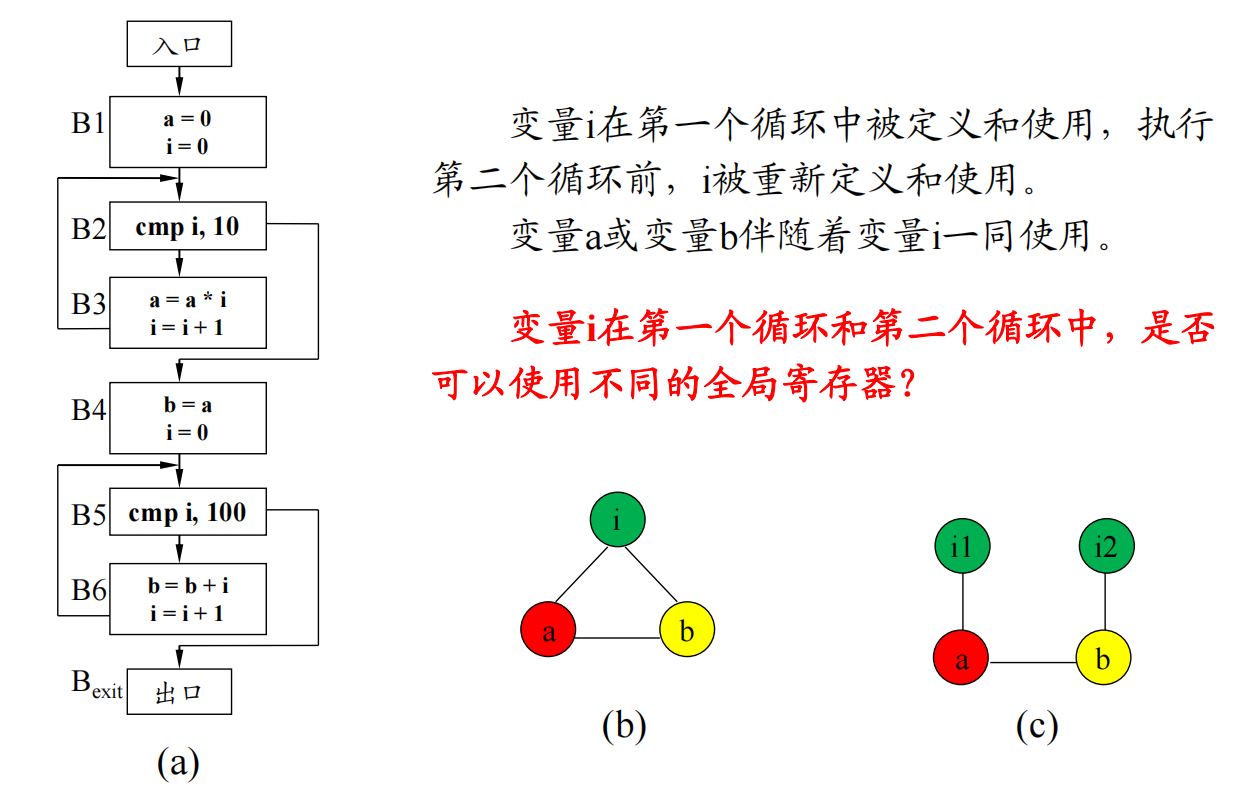 入口
B1
a = 0
i = 0
B2
cmp i, 10
B3
a = a * i
i = i + 1
B4
b = a
i = 0
B5
cmp i, 100
B6
b = b + i
i = i + 1
Bexit
出口
(a)
变量i在第一个循环中被定义和使用，执行
第二个循环前，i被重新定义和使用。
变量a或变量b伴随着变量i一同使用。
变量i在第一个循环和第二个循环中，是否
可以使用不同的全局寄存器？
i
a
b
(b)
i1
i2
a
b
(c)